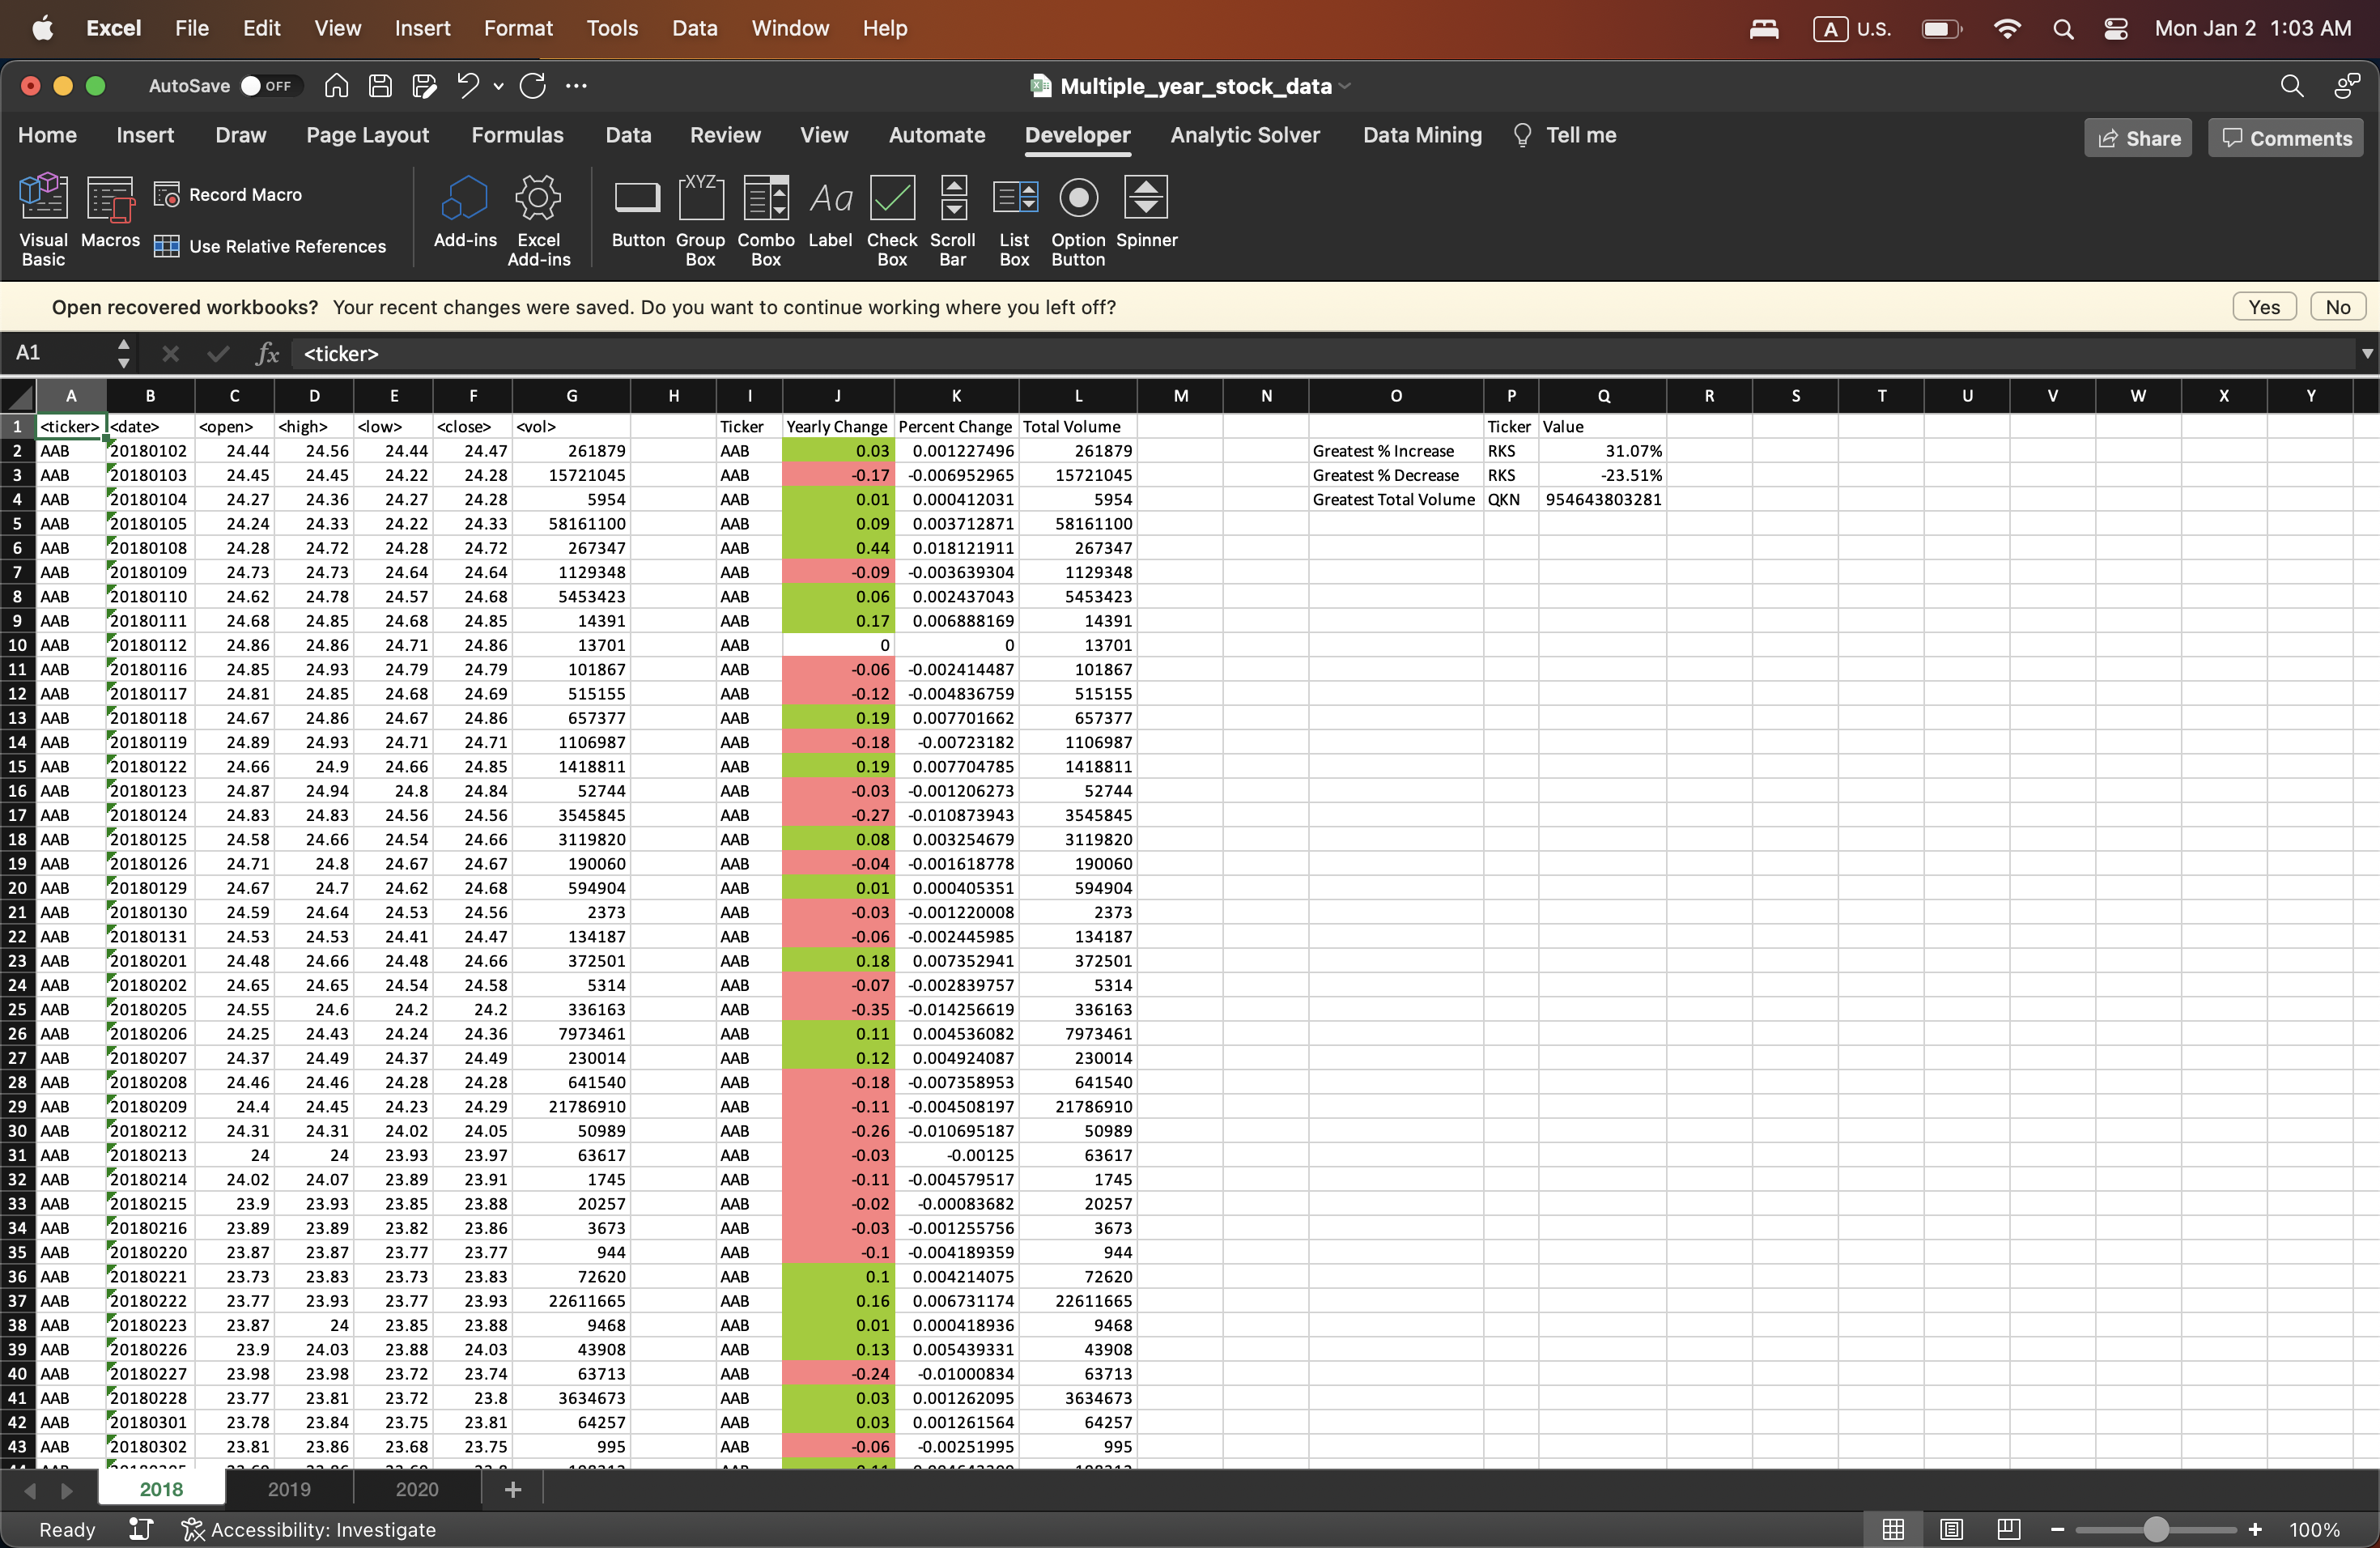 Excel File Edit View Insert Format Tools Data Window Help A U.S. Mon Jan 2 1:03 AM
AutoSave OFF Multiple_year_stock_data
Home Insert Draw Page Layout Formulas Data Review View Automate Developer Analytic Solver Data Mining Tell me Share Comments
Visual Basic Macros Record Macro Use Relative References Add-ins Excel Add-ins Button XYZ Group Box Combo Box Aa Label Check Box Scroll Bar List Box Option Button Spinner
Open recovered workbooks? Your recent changes were saved. Do you want to continue working where you left off? Yes No
A1 fx <ticker>
A B C D E F G H I J K L M N O P Q R S T U V W X Y
1 <ticker> <date> <open> <high> <low> <close> <vol> Ticker Yearly Change Percent Change Total Volume Ticker Value
2 AAB 20180102 24.44 24.56 24.44 24.47 261879 AAB 0.03 0.001227496 261879 Greatest % Increase RKS 31.07%
3 AAB 20180103 24.45 24.45 24.22 24.28 15721045 AAB -0.17 -0.006952965 15721045 Greatest % Decrease RKS -23.51%
4 AAB 20180104 24.27 24.36 24.27 24.28 5954 AAB 0.01 0.000412031 5954 Greatest Total Volume QKN 954643803281
5 AAB 20180105 24.24 24.33 24.22 24.33 58161100 AAB 0.09 0.003712871 58161100
6 AAB 20180108 24.28 24.72 24.28 24.72 267347 AAB 0.44 0.018121911 267347
7 AAB 20180109 24.73 24.73 24.64 24.64 1129348 AAB -0.09 -0.003639304 1129348
8 AAB 20180110 24.62 24.78 24.57 24.68 5453423 AAB 0.06 0.002437043 5453423
9 AAB 20180111 24.68 24.85 24.68 24.85 14391 AAB 0.17 0.006888169 14391
10 AAB 20180112 24.86 24.86 24.71 24.86 13701 AAB 0 0 13701
11 AAB 20180116 24.85 24.93 24.79 24.79 101867 AAB -0.06 -0.002414487 101867
12 AAB 20180117 24.81 24.85 24.68 24.69 515155 AAB -0.12 -0.004836759 515155
13 AAB 20180118 24.67 24.86 24.67 24.86 657377 AAB 0.19 0.007701662 657377
14 AAB 20180119 24.89 24.93 24.71 24.71 1106987 AAB -0.18 -0.00723182 1106987
15 AAB 20180122 24.66 24.9 24.66 24.85 1418811 AAB 0.19 0.007704785 1418811
16 AAB 20180123 24.87 24.94 24.8 24.84 52744 AAB -0.03 -0.001206273 52744
17 AAB 20180124 24.83 24.83 24.56 24.56 3545845 AAB -0.27 -0.010873943 3545845
18 AAB 20180125 24.58 24.66 24.54 24.66 3119820 AAB 0.08 0.003254679 3119820
19 AAB 20180126 24.71 24.8 24.67 24.67 190060 AAB -0.04 -0.001618778 190060
20 AAB 20180129 24.67 24.7 24.62 24.68 594904 AAB 0.01 0.000405351 594904
21 AAB 20180130 24.59 24.64 24.53 24.56 2373 AAB -0.03 -0.001220008 2373
22 AAB 20180131 24.53 24.53 24.41 24.47 134187 AAB -0.06 -0.002445985 134187
23 AAB 20180201 24.48 24.66 24.48 24.66 372501 AAB 0.18 0.007352941 372501
24 AAB 20180202 24.65 24.65 24.54 24.58 5314 AAB -0.07 -0.002839757 5314
25 AAB 20180205 24.55 24.6 24.2 24.2 336163 AAB -0.35 -0.014256619 336163
26 AAB 20180206 24.25 24.43 24.24 24.36 7973461 AAB 0.11 0.004536082 7973461
27 AAB 20180207 24.37 24.49 24.37 24.49 230014 AAB 0.12 0.004924087 230014
28 AAB 20180208 24.46 24.46 24.28 24.28 641540 AAB -0.18 -0.007358953 641540
29 AAB 20180209 24.4 24.45 24.23 24.29 21786910 AAB -0.11 -0.004508197 21786910
30 AAB 20180212 24.31 24.31 24.02 24.05 50989 AAB -0.26 -0.010695187 50989
31 AAB 20180213 24 24 23.93 23.97 63617 AAB -0.03 -0.00125 63617
32 AAB 20180214 24.02 24.07 23.89 23.91 1745 AAB -0.11 -0.004579517 1745
33 AAB 20180215 23.9 23.93 23.85 23.88 20257 AAB -0.02 -0.00083682 20257
34 AAB 20180216 23.89 23.89 23.82 23.86 3673 AAB -0.03 -0.001255756 3673
35 AAB 20180220 23.87 23.87 23.77 23.77 944 AAB -0.1 -0.004189359 944
36 AAB 20180221 23.73 23.83 23.73 23.83 72620 AAB 0.1 0.004214075 72620
37 AAB 20180222 23.77 23.93 23.77 23.93 22611665 AAB 0.16 0.006731174 22611665
38 AAB 20180223 23.87 24 23.85 23.88 9468 AAB 0.01 0.000418936 9468
39 AAB 20180226 23.9 24.03 23.88 24.03 43908 AAB 0.13 0.005439331 43908
40 AAB 20180227 23.98 23.98 23.72 23.74 63713 AAB -0.24 -0.01000834 63713
41 AAB 20180228 23.77 23.81 23.72 23.8 3634673 AAB 0.03 0.001262095 3634673
42 AAB 20180301 23.78 23.84 23.75 23.81 64257 AAB 0.03 0.001261564 64257
43 AAB 20180302 23.81 23.86 23.68 23.75 995 AAB -0.06 -0.00251995 995
2018 2019 2020
Ready Accessibility: Investigate 100%